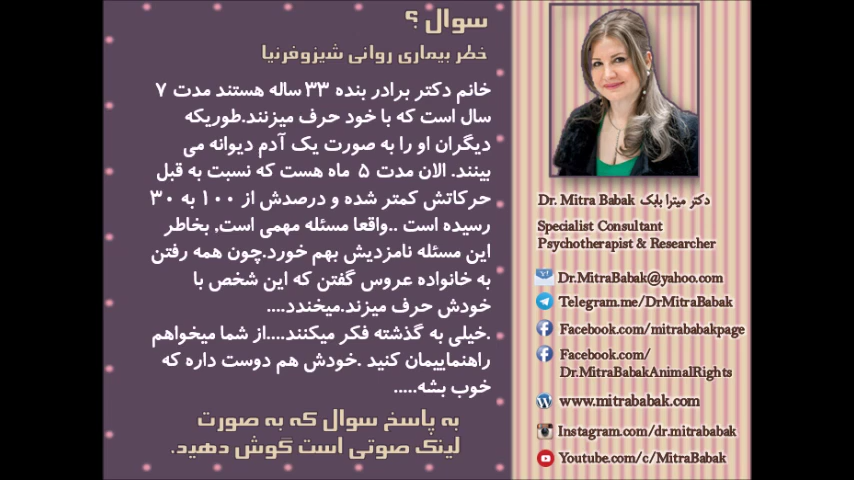 سوال ؟
خطر بیماری روانی شیزوفرنیا
خانم دکتر برادر بنده ۳۳ ساله هستند مدت ۷
سال است که با خود حرف میزنند.طوریکه
دیگران او را به صورت یک آدم دیوانه می
بینند. الان مدت ۵ ماه هست که نسبت به قبل
حرکاتش کمتر شده و درصدش از ۱۰۰ به ۳۰
رسیده است ..واقعا مسئله مهمی است, بخاطر
این مسئله نامزدیش بهم خورد.چون همه رفتن
به خانواده عروس گفتن که این شخص با
خودش حرف میزند.میخندد....
.خیلی به گذشته فکر میکنند....از شما میخواهم
راهنماییمان کنید .خودش هم دوست داره که
خوب بشه.....
به پاسخ سوال که به صورت
لینک صوتی است گوش دهید.
Dr. Mitra Babak دکتر میترا بابک
Specialist Consultant
Psychotherapist & Researcher
Dr.MitraBabak@yahoo.com
Telegram.me/DrMitraBabak
Facebook.com/mitrababakpage
Facebook.com/
Dr.MitraBabakAnimalRights
www.mitrababak.com
Instagram.com/dr.mitrababak
Youtube.com/c/MitraBabak